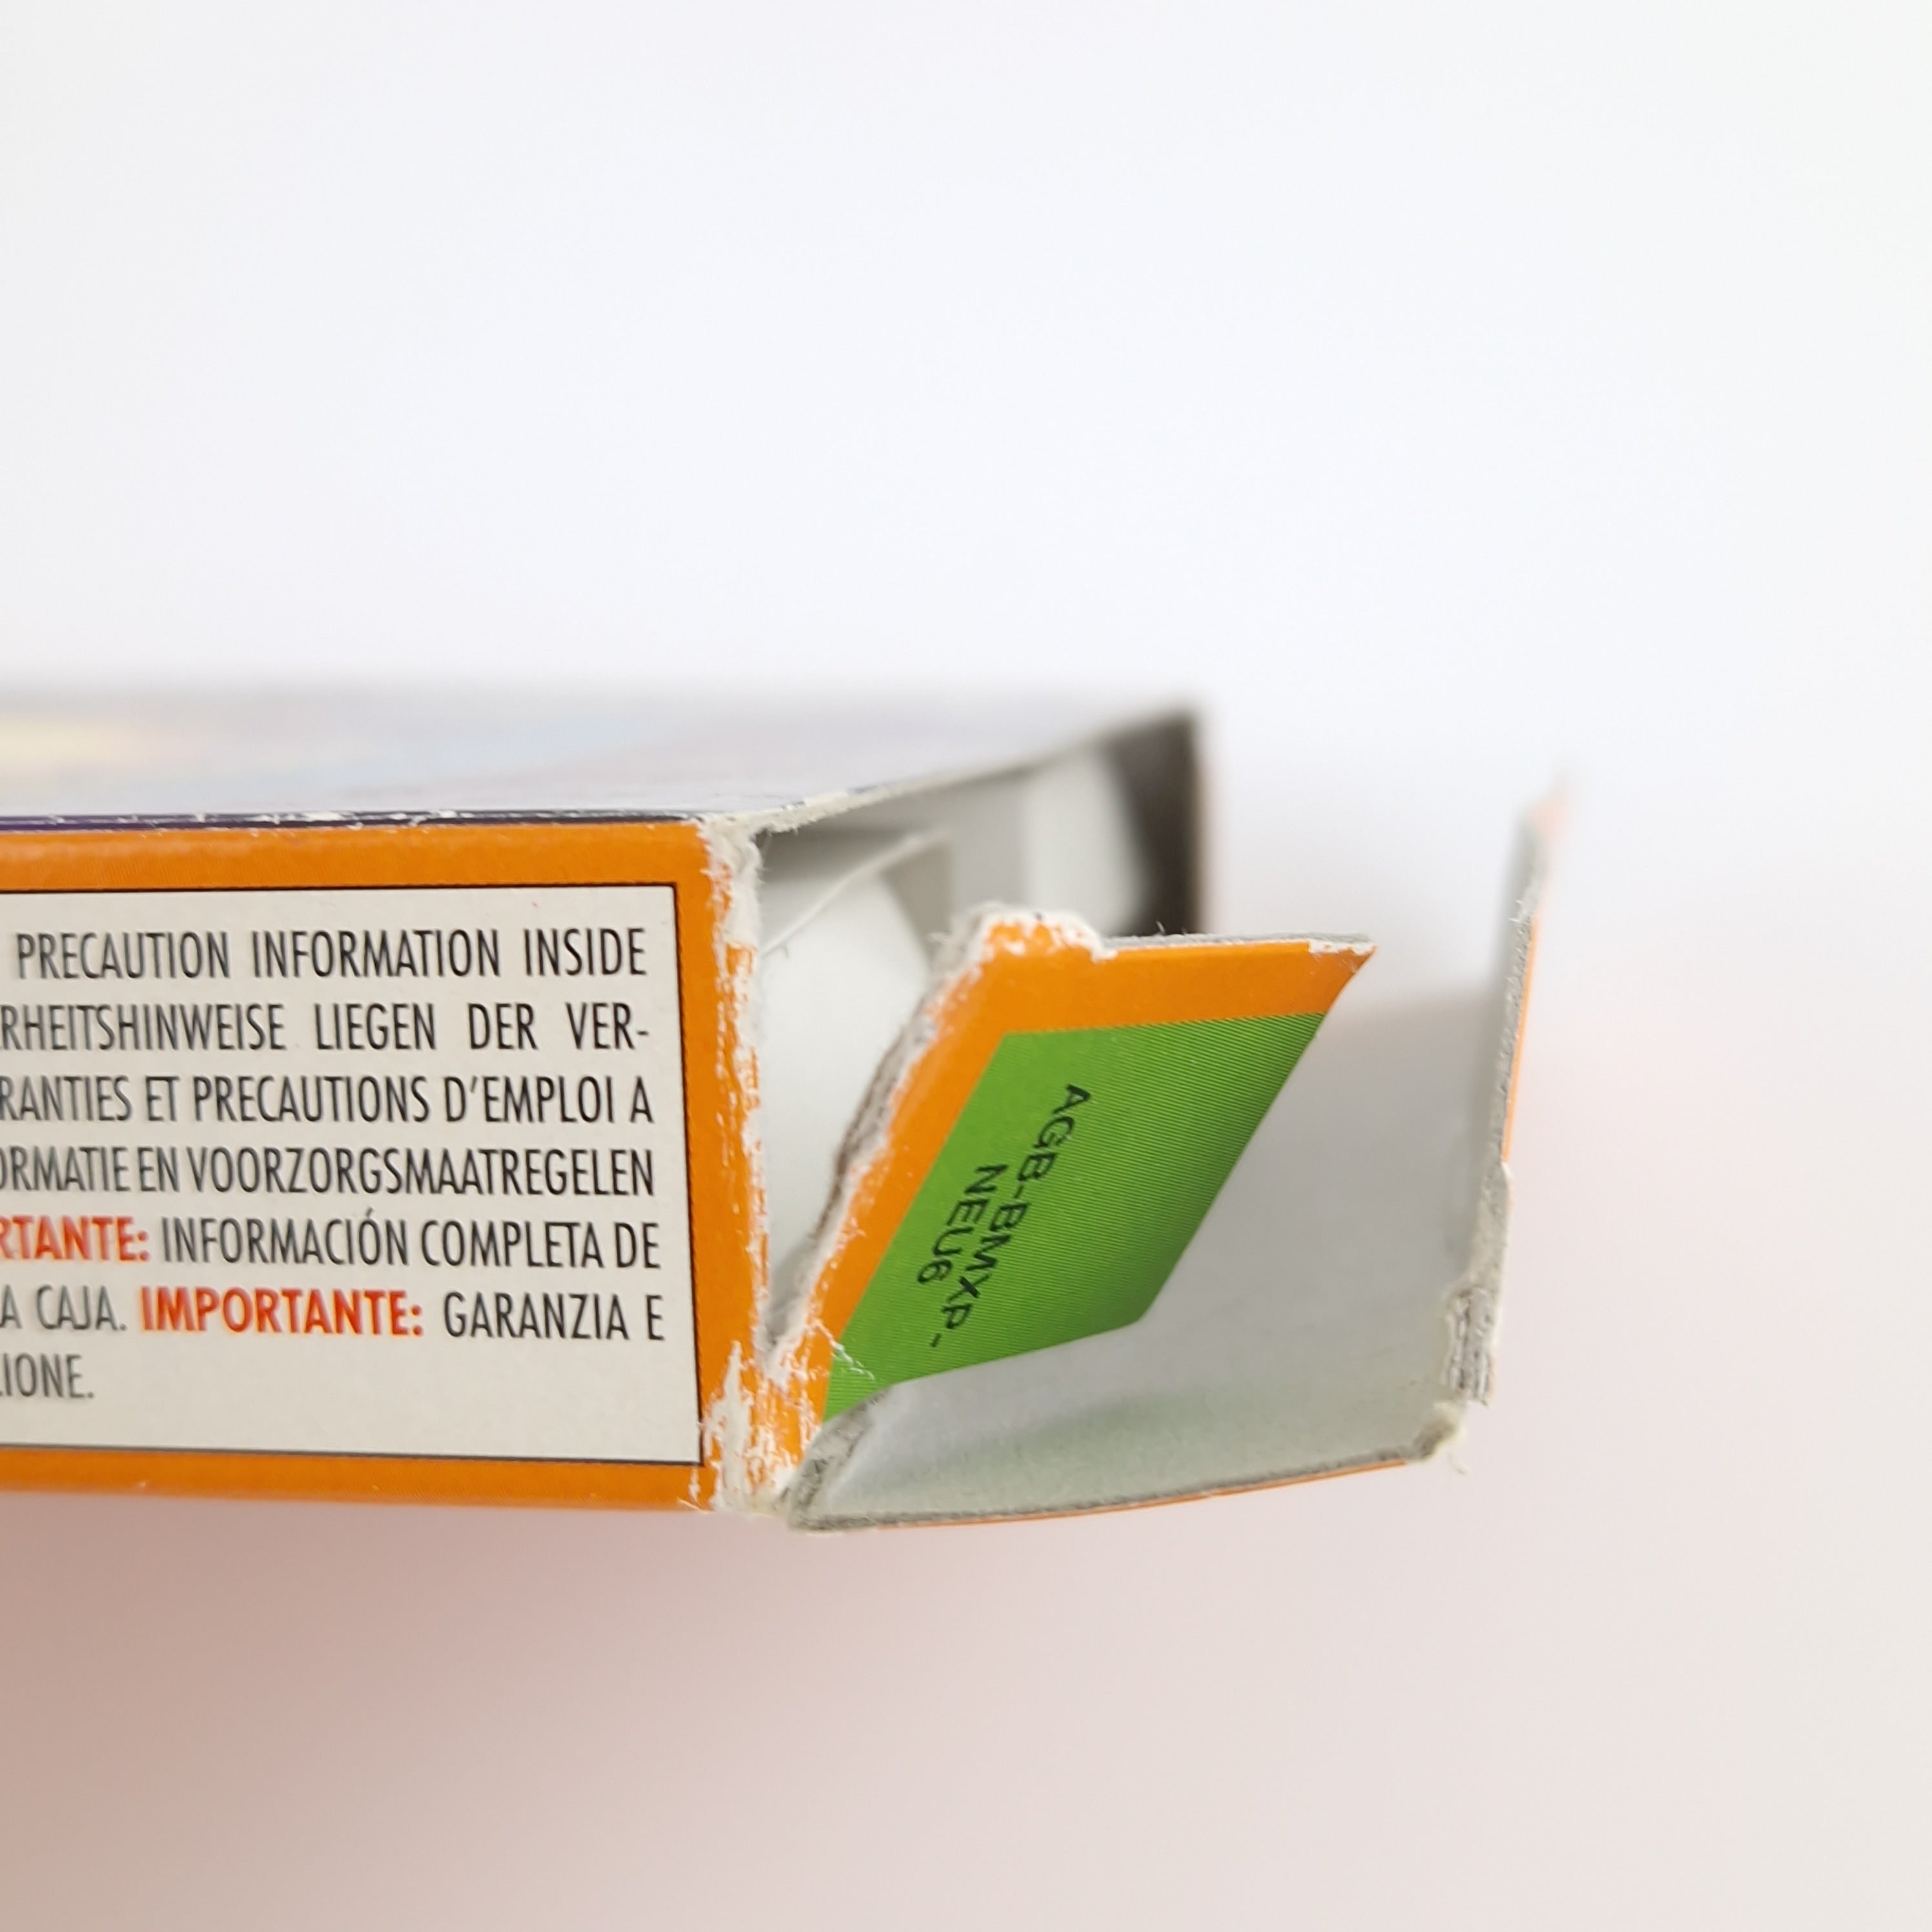 PRECAUTION INFORMATION INSIDE
RHEITSHINWEISE LIEGEN DER VER-
RANTIES ET PRECAUTIONS D'EMPLOI A
ORMATIE EN VOORZORGSMAATREGELEN
RTANTE: INFORMACIÓN COMPLETA DE
A CAJA. IMPORTANTE: GARANZIA E
IONE.
AGB-BMXP-
NEU6